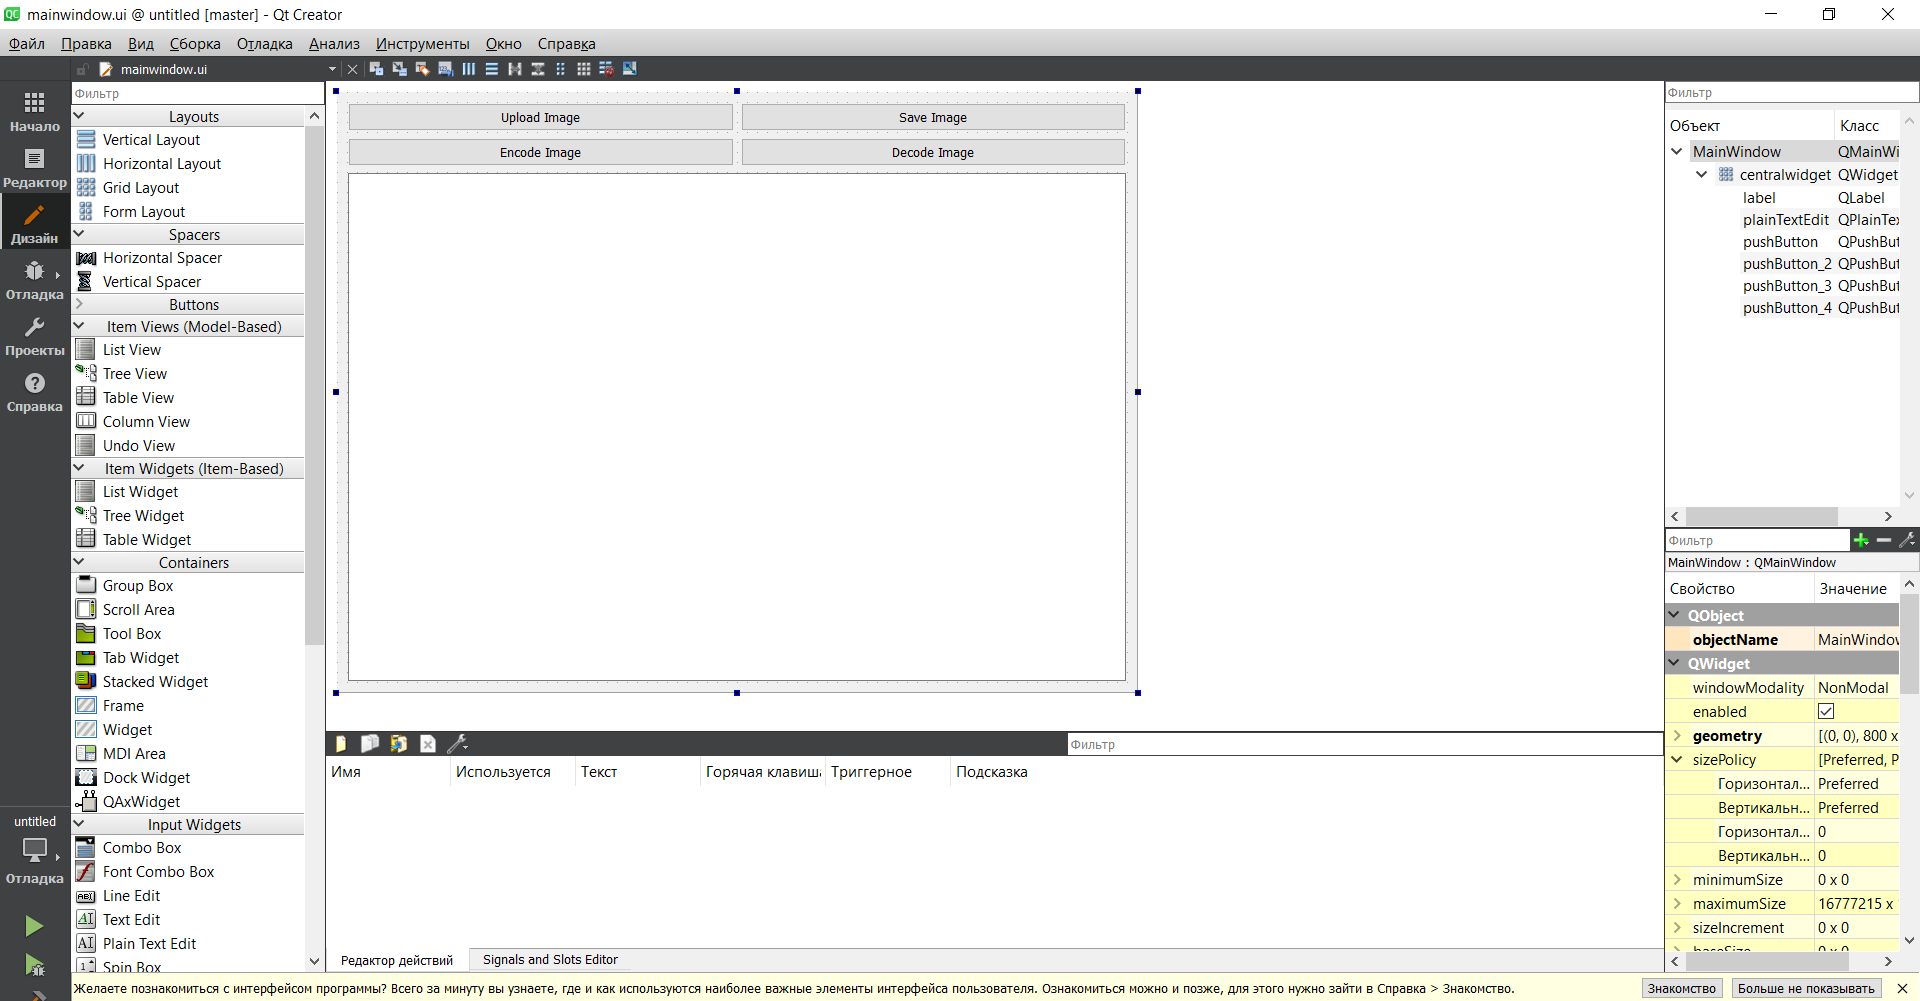 mainwindow.ui @ untitled [master] - Qt Creator
Файл Правка Вид Сборка Отладка Анализ Инструменты Окно Справка
mainwindow.ui
Начало
Редактор
Дизайн
Отладка
Проекты
Справка
untitled
Отладка
Фильтр
Layouts
Vertical Layout
Horizontal Layout
Grid Layout
Form Layout
Spacers
Horizontal Spacer
Vertical Spacer
Buttons
Item Views (Model-Based)
List View
Tree View
Table View
Column View
Undo View
Item Widgets (Item-Based)
List Widget
Tree Widget
Table Widget
Containers
Group Box
Scroll Area
Tool Box
Tab Widget
Stacked Widget
Frame
Widget
MDI Area
Dock Widget
QAxWidget
Input Widgets
Combo Box
Font Combo Box
Line Edit
Text Edit
Plain Text Edit
Spin Box
Upload Image Save Image
Encode Image Decode Image
Фильтр
Имя Используется Текст Горячая клавиша Триггерное Подсказка
Редактор действий Signals and Slots Editor
Фильтр
Объект Класс
MainWindow QMainWi
centralwidget QWidget
label QLabel
plainTextEdit QPlainTex
pushButton QPushBut
pushButton_2 QPushBut
pushButton_3 QPushBut
pushButton_4 QPushBut
Фильтр
MainWindow : QMainWindow
Свойство Значение
QObject
objectName MainWindow
QWidget
windowModality NonModal
enabled
geometry [(0, 0), 800 x
sizePolicy [Preferred, P
Горизонтал... Preferred
Вертикальн... Preferred
Горизонтал... 0
Вертикальн... 0
minimumSize 0 x 0
maximumSize 16777215 x
sizeIncrement 0 x 0
baseSize 0 x 0
Желаете познакомиться с интерфейсом программы? Всего за минуту вы узнаете, где и как используются наиболее важные элементы интерфейса пользователя. Ознакомиться можно и позже, для этого нужно зайти в Справка > Знакомство. Знакомство Больше не показывать